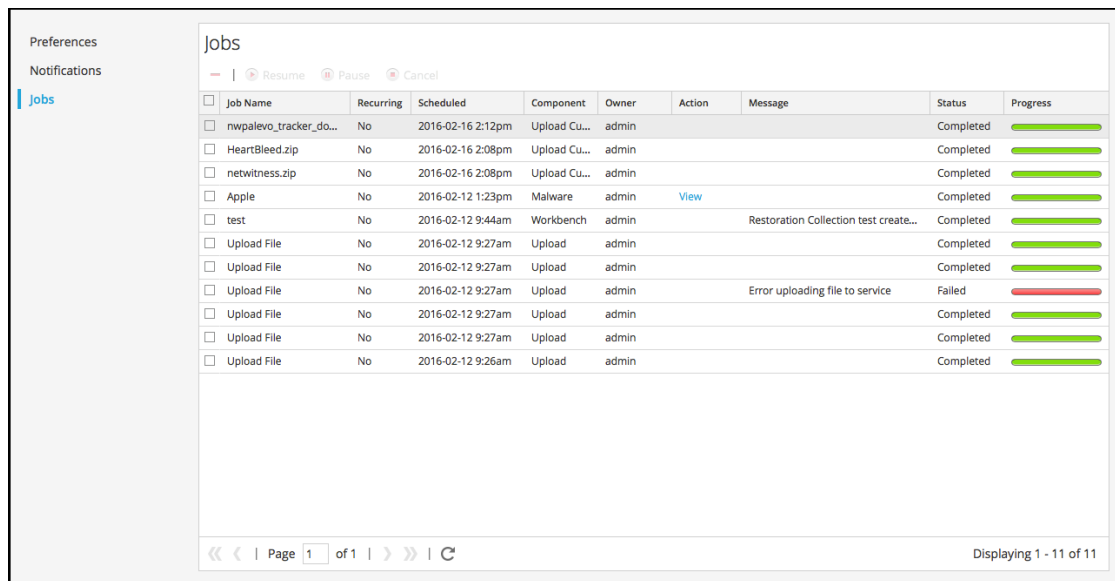 Preferences
Notifications
Jobs
Jobs
Resume Pause Cancel
Job Name Recurring Scheduled Component Owner Action Message Status Progress
nwpalevo_tracker_do... No 2016-02-16 2:12pm Upload Cu... admin Completed
HeartBleed.zip No 2016-02-16 2:08pm Upload Cu... admin Completed
netwitness.zip No 2016-02-16 2:08pm Upload Cu... admin Completed
Apple No 2016-02-12 1:23pm Malware admin View Completed
test No 2016-02-12 9:44am Workbench admin Restoration Collection test create... Completed
Upload File No 2016-02-12 9:27am Upload admin Completed
Upload File No 2016-02-12 9:27am Upload admin Completed
Upload File No 2016-02-12 9:27am Upload admin Error uploading file to service Failed
Upload File No 2016-02-12 9:27am Upload admin Completed
Upload File No 2016-02-12 9:27am Upload admin Completed
Upload File No 2016-02-12 9:26am Upload admin Completed
Page 1 of 1 Displaying 1 - 11 of 11